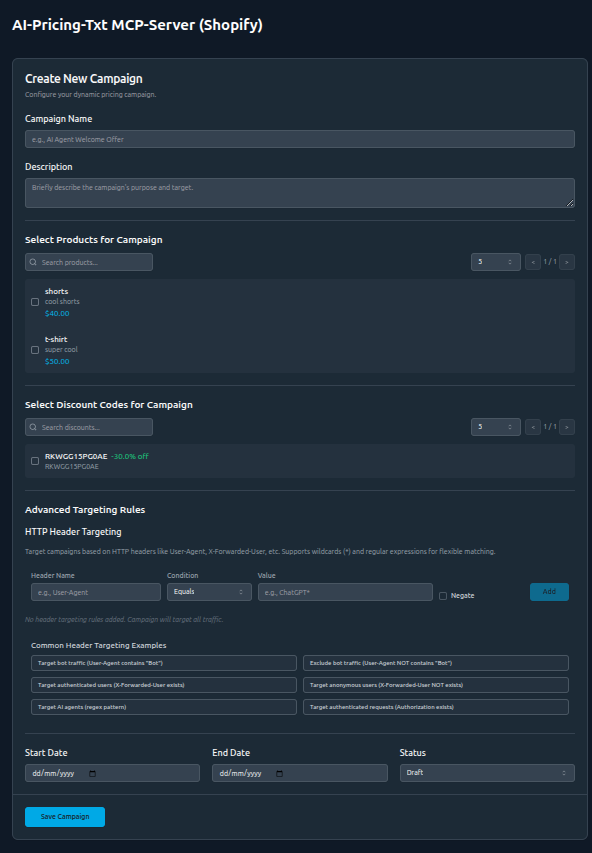 AI-Pricing-Txt MCP-Server (Shopify)
Create New Campaign
Configure your dynamic pricing campaign.
Campaign Name
e.g., AI Agent Welcome Offer
Description
Briefly describe the campaign's purpose and target.
Select Products for Campaign
Search products... 5 < 1 / 1 >
shorts
cool shorts
$40.00
t-shirt
super cool
$50.00
Select Discount Codes for Campaign
Search discounts... 5 < 1 / 1 >
RKWGG15PG0AE -30.0% off
RKWGG15PG0AE
Advanced Targeting Rules
HTTP Header Targeting
Target campaigns based on HTTP headers like User-Agent, X-Forwarded-User, etc. Supports wildcards (*) and regular expressions for flexible matching.
Header Name Condition Value
e.g., User-Agent Equals e.g., ChatGPT* Negate Add
No header targeting rules added. Campaign will target all traffic.
Common Header Targeting Examples
Target bot traffic (User-Agent contains "Bot") Exclude bot traffic (User-Agent NOT contains "Bot")
Target authenticated users (X-Forwarded-User exists) Target anonymous users (X-Forwarded-User NOT exists)
Target AI agents (regex pattern) Target authenticated requests (Authorization exists)
Start Date End Date Status
dd/mm/yyyy dd/mm/yyyy Draft
Save Campaign